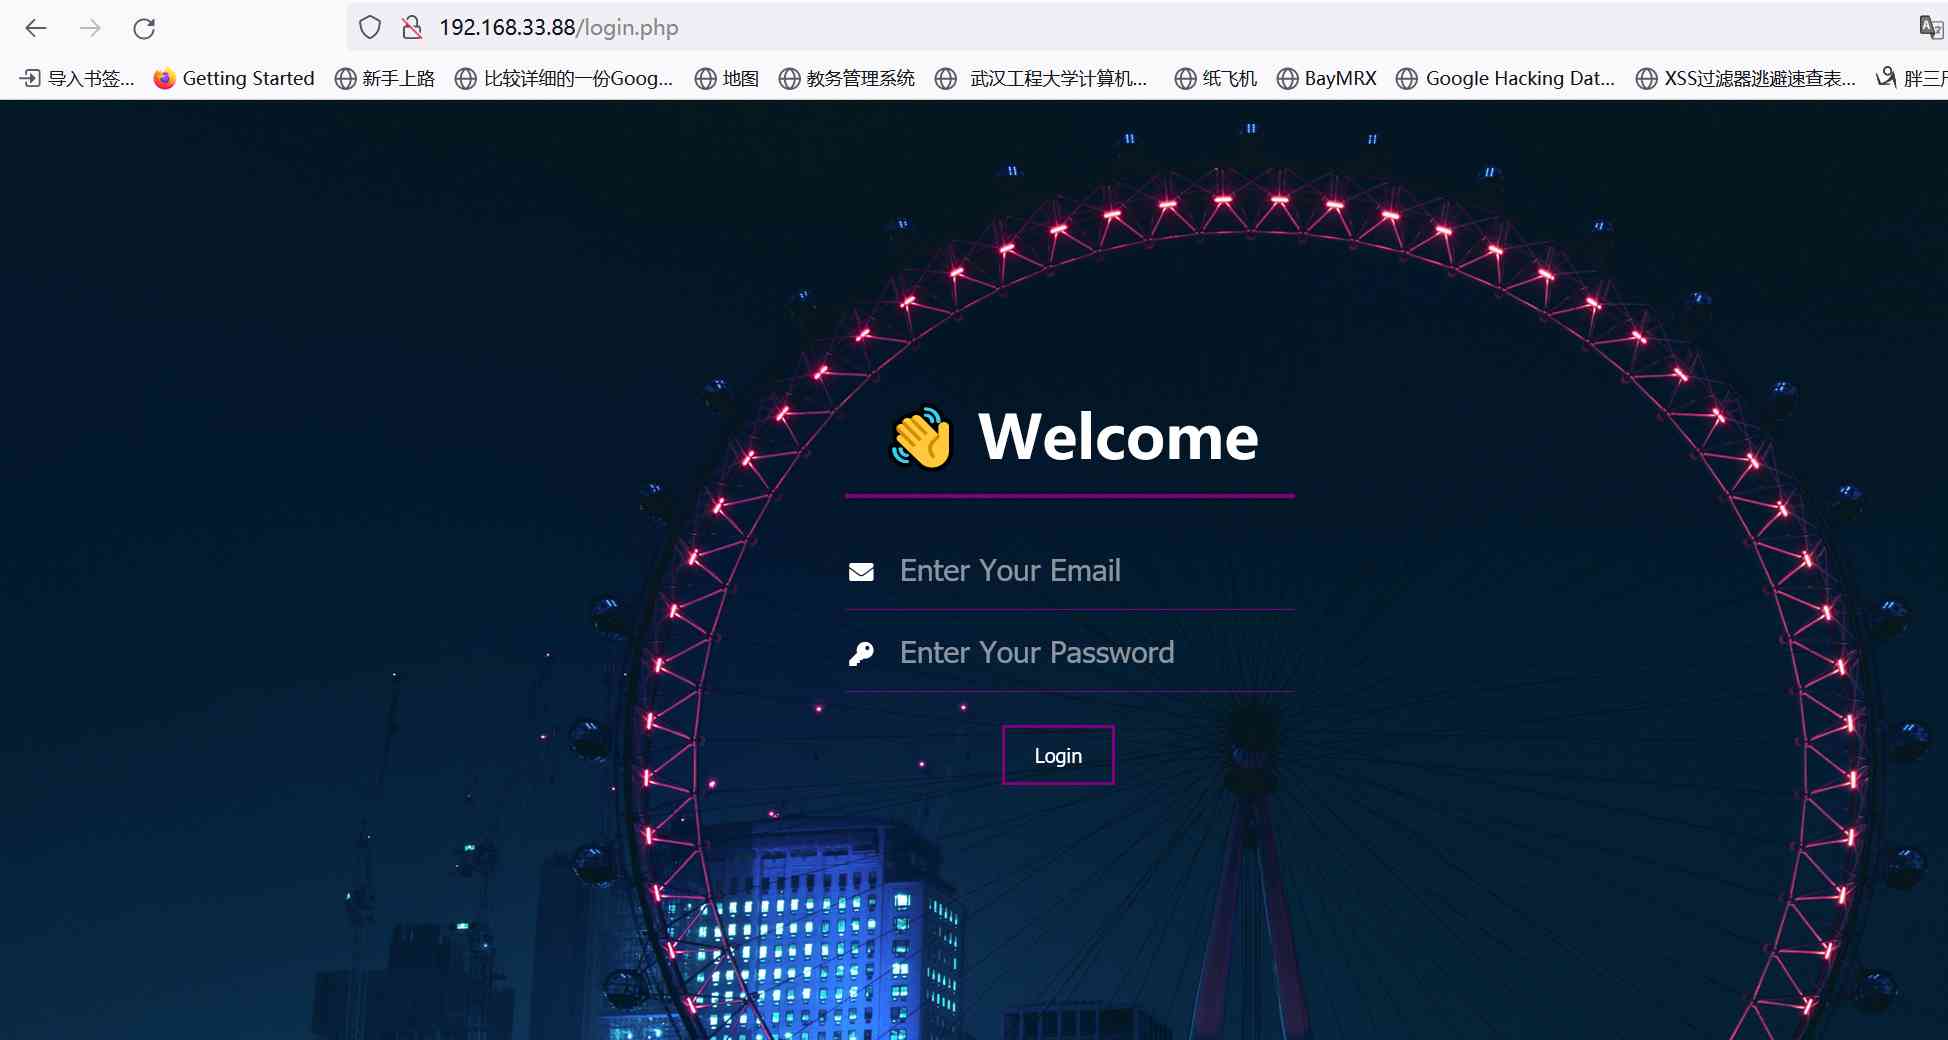 192.168.33.88/login.php
导入书签... Getting Started 新手上路 比较详细的一份Goog... 地图 教务管理系统 武汉工程大学计算机... 纸飞机 BayMRX Google Hacking Dat... XSS过滤器逃避速查表... 胖三
Welcome
Enter Your Email
Enter Your Password
Login